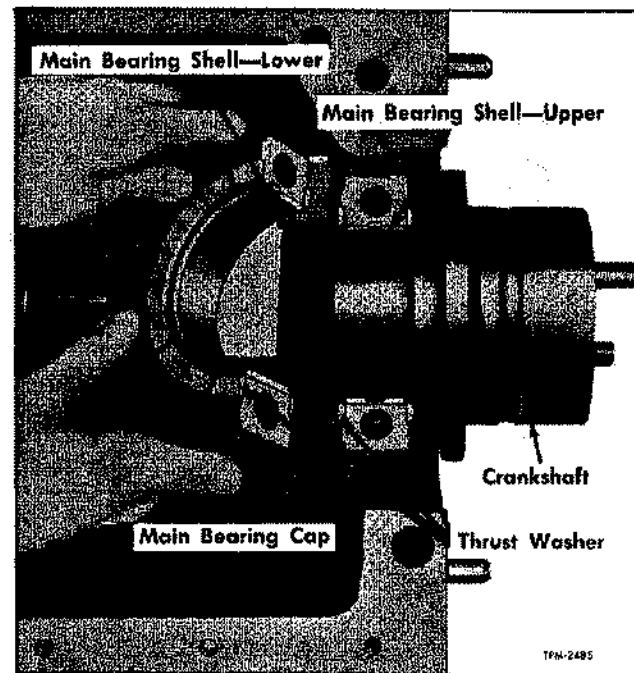 Main Bearing Shell—Lower
Main Bearing Shell—Upper
Crankshaft
Main Bearing Cap
Thrust Washer
TPM-2485